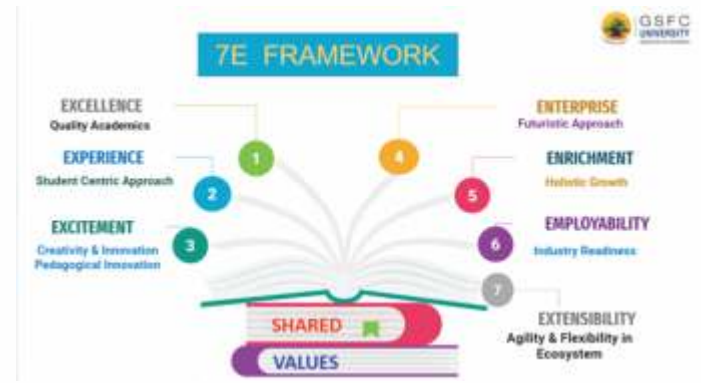 GSFC
UNIVERSITY
7E FRAMEWORK
EXCELLENCE
Quality Academics
1
EXPERIENCE
Student Centric Approach
2
EXCITEMENT
Creativity & Innovation
Pedagogical Innovation
3
4
ENTERPRISE
Futuristic Approach
5
ENRICHMENT
Holistic Growth
6
EMPLOYABILITY
Industry Readiness
7
EXTENSIBILITY
Agility & Flexibility in
Ecosystem
SHARED
VALUES